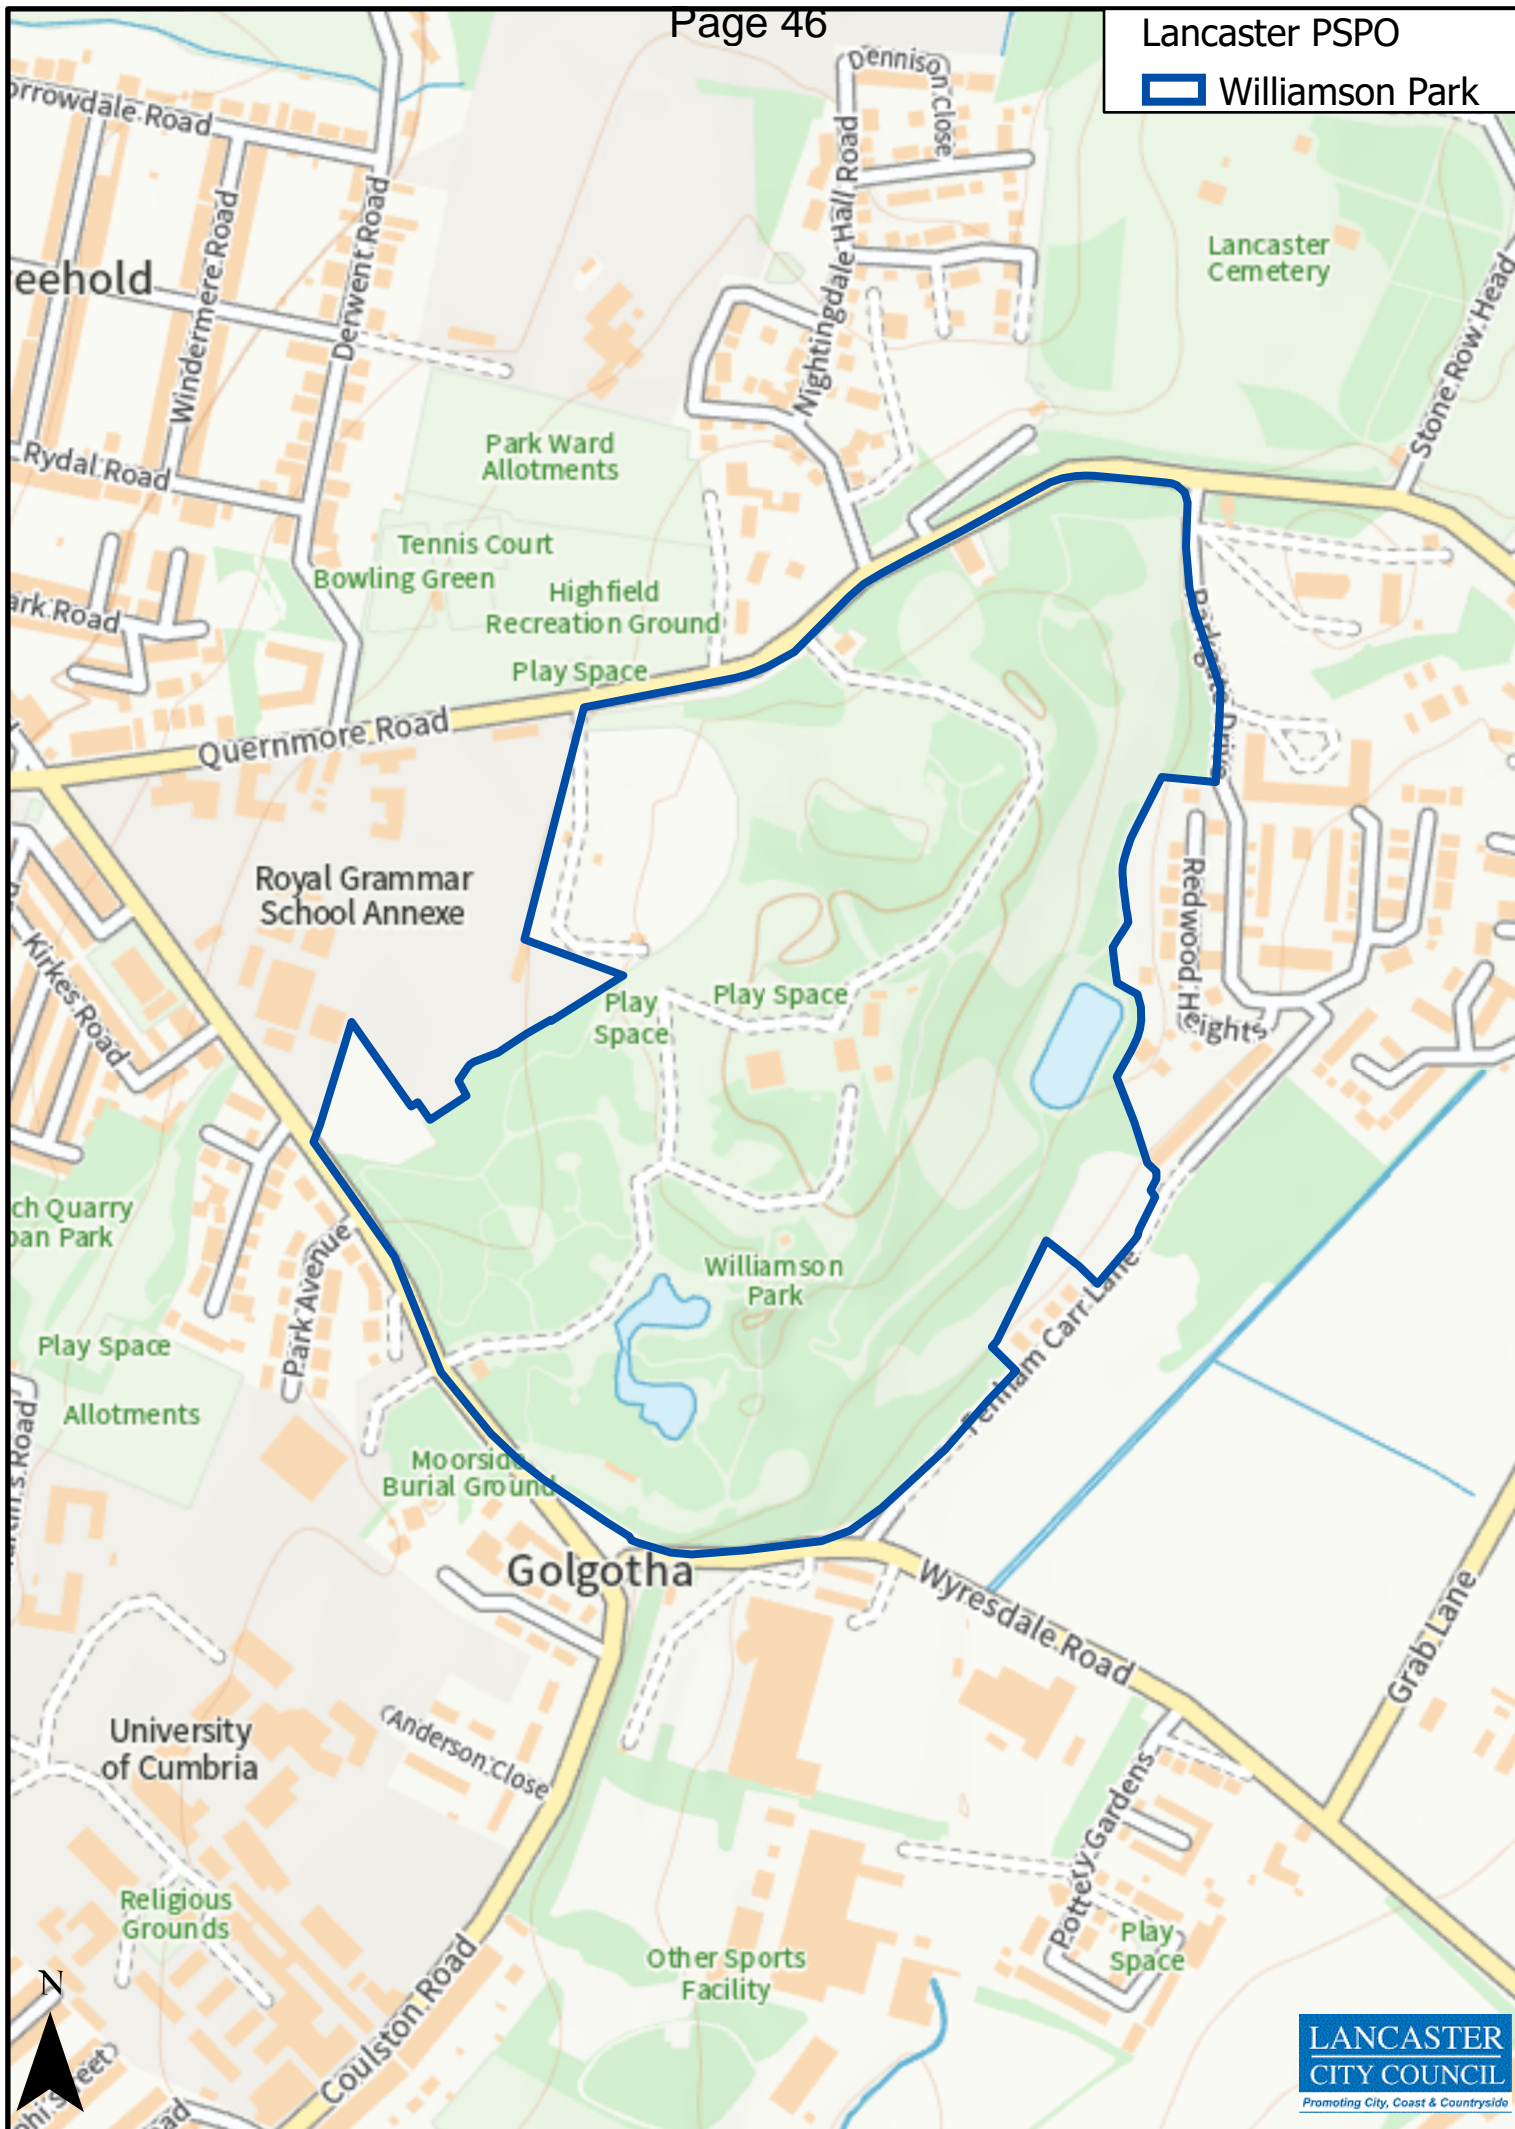 Page 46
Lancaster PSPO
Williamson Park
Dennison Close
orrowdale Road
Nightingdale Hall Road
Windermere Road
Derwent Road
eehold
Lancaster
Cemetery
Stone Row Head
Park Ward
Allotments
Rydal Road
Tennis Court
Bowling Green
Highfield
Recreation Ground
ark Road
Play Space
Parkgate Drive
Quernmore Road
Royal Grammar
School Annexe
Redwood Heights
Kirkes Road
Play
Space
Play Space
ch Quarry
ban Park
Park Avenue
Williamson
Park
Play Space
Fenham Carr Lane
Allotments
Moorside
Burial Ground
Golgotha
Wyresdale Road
Grab Lane
University
of Cumbria
Anderson Close
Pottery Gardens
Religious
Grounds
Play
Space
Other Sports
Facility
Coulston Road
N
LANCASTER
CITY COUNCIL
Promoting City, Coast & Countryside